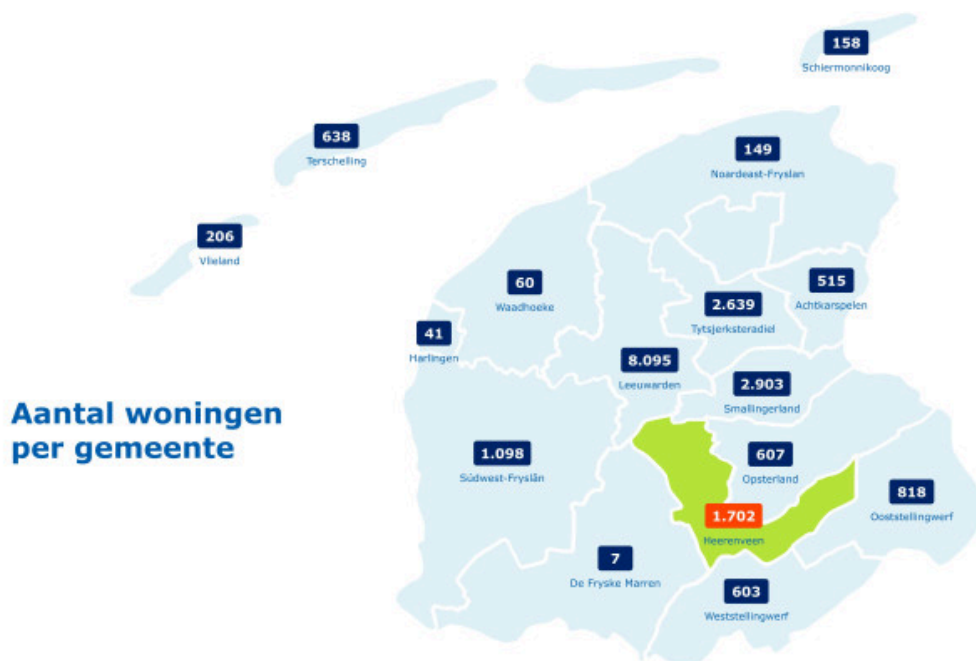 158
Schiermonnikoog
638
Terschelling
149
Noardeast-Fryslan
206
Vlieland
60
Waadhoeke
515
Achtkarspelen
2.639
Tytsjerksteradiel
41
Harlingen
8.095
Leeuwarden
2.903
Smallingerland
Aantal woningen
per gemeente
1.098
Súdwest-Fryslân
607
Opsterland
818
Ooststellingwerf
1.702
Heerenveen
7
De Fryske Marren
603
Weststellingwerf